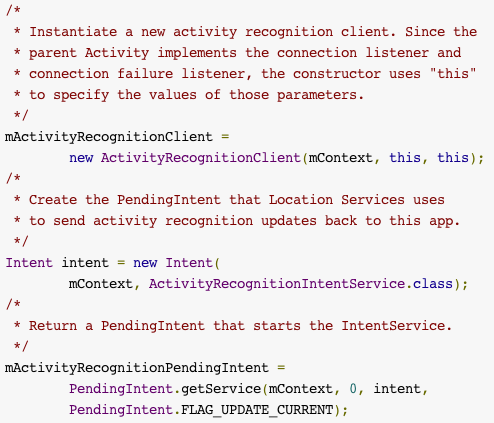 /*
 * Instantiate a new activity recognition client. Since the
 * parent Activity implements the connection listener and
 * connection failure listener, the constructor uses "this"
 * to specify the values of those parameters.
 */
mActivityRecognitionClient =
        new ActivityRecognitionClient(mContext, this, this);
/*
 * Create the PendingIntent that Location Services uses
 * to send activity recognition updates back to this app.
 */
Intent intent = new Intent(
        mContext, ActivityRecognitionIntentService.class);
/*
 * Return a PendingIntent that starts the IntentService.
 */
mActivityRecognitionPendingIntent =
        PendingIntent.getService(mContext, 0, intent,
        PendingIntent.FLAG_UPDATE_CURRENT);